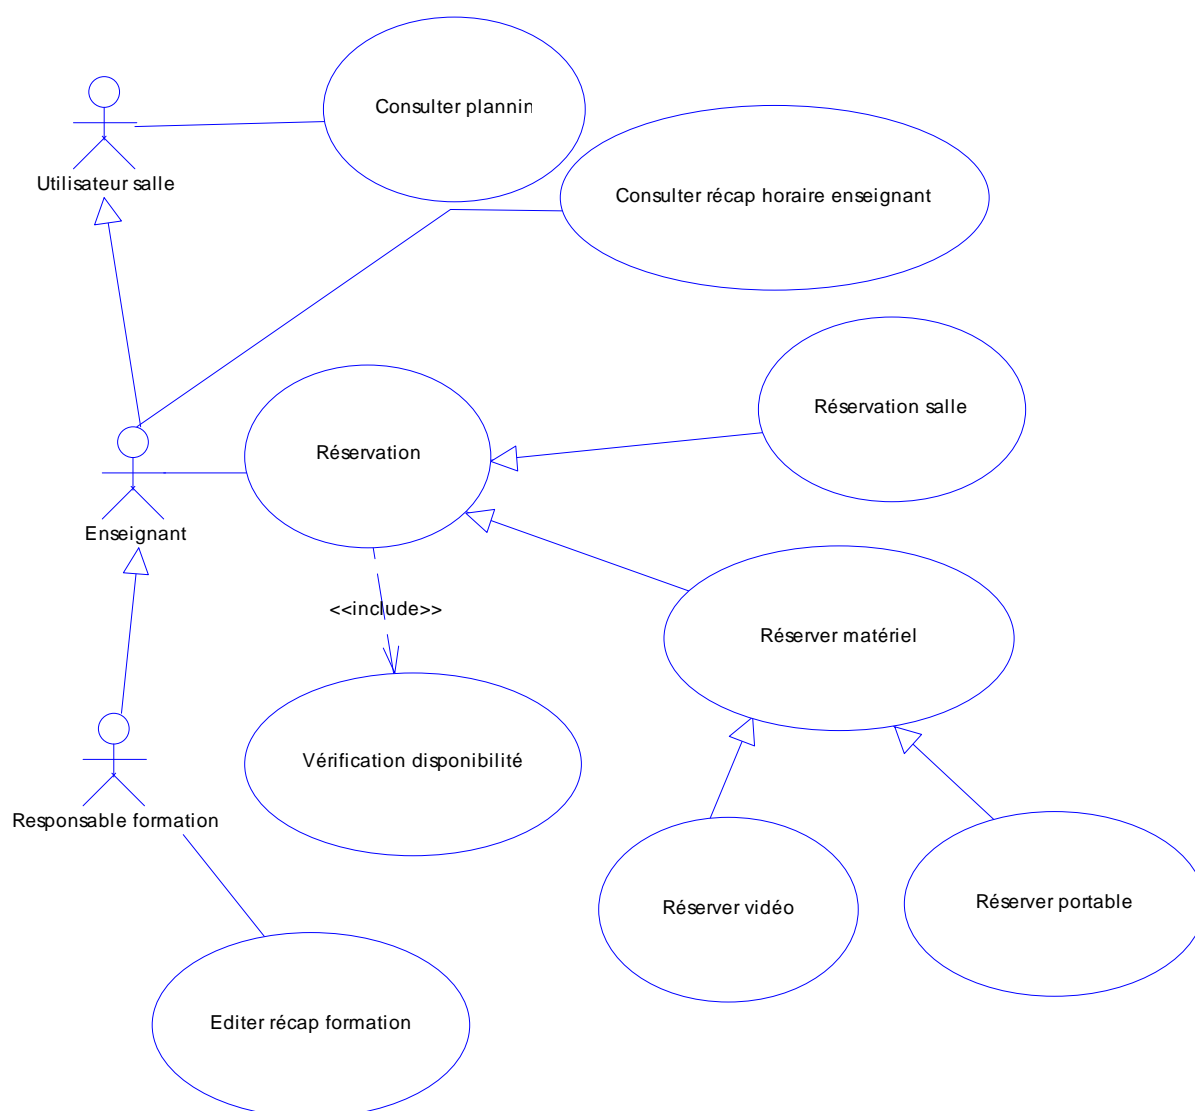 Consulter plannin
Utilisateur salle
Consulter récap horaire enseignant
Réservation salle
Réservation
Enseignant
<<include>>
Réserver matériel
Vérification disponibilité
Responsable formation
Réserver vidéo
Réserver portable
Editer récap formation